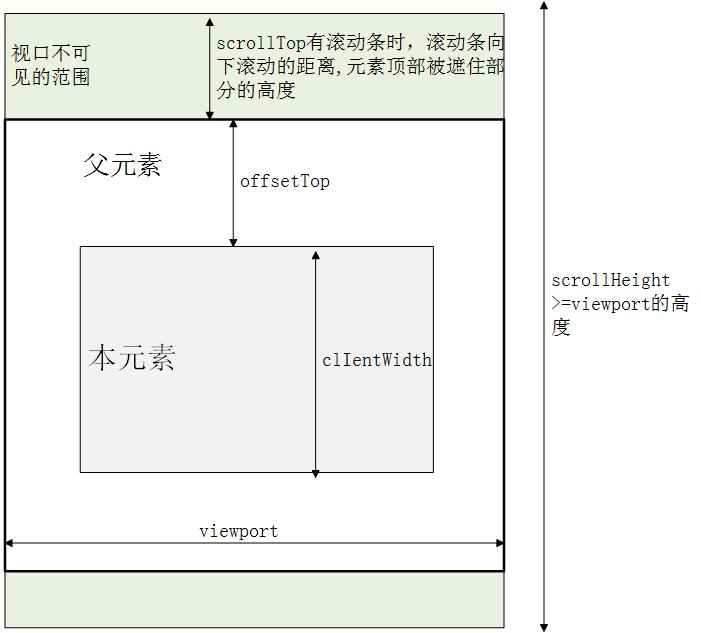 视口不可
见的范围
scrollTop有滚动条时，滚动条向
下滚动的距离,元素顶部被遮住部
分的高度
父元素
offsetTop
scrollHeight
>=viewport的高
度
本元素
clIentWidth
viewport